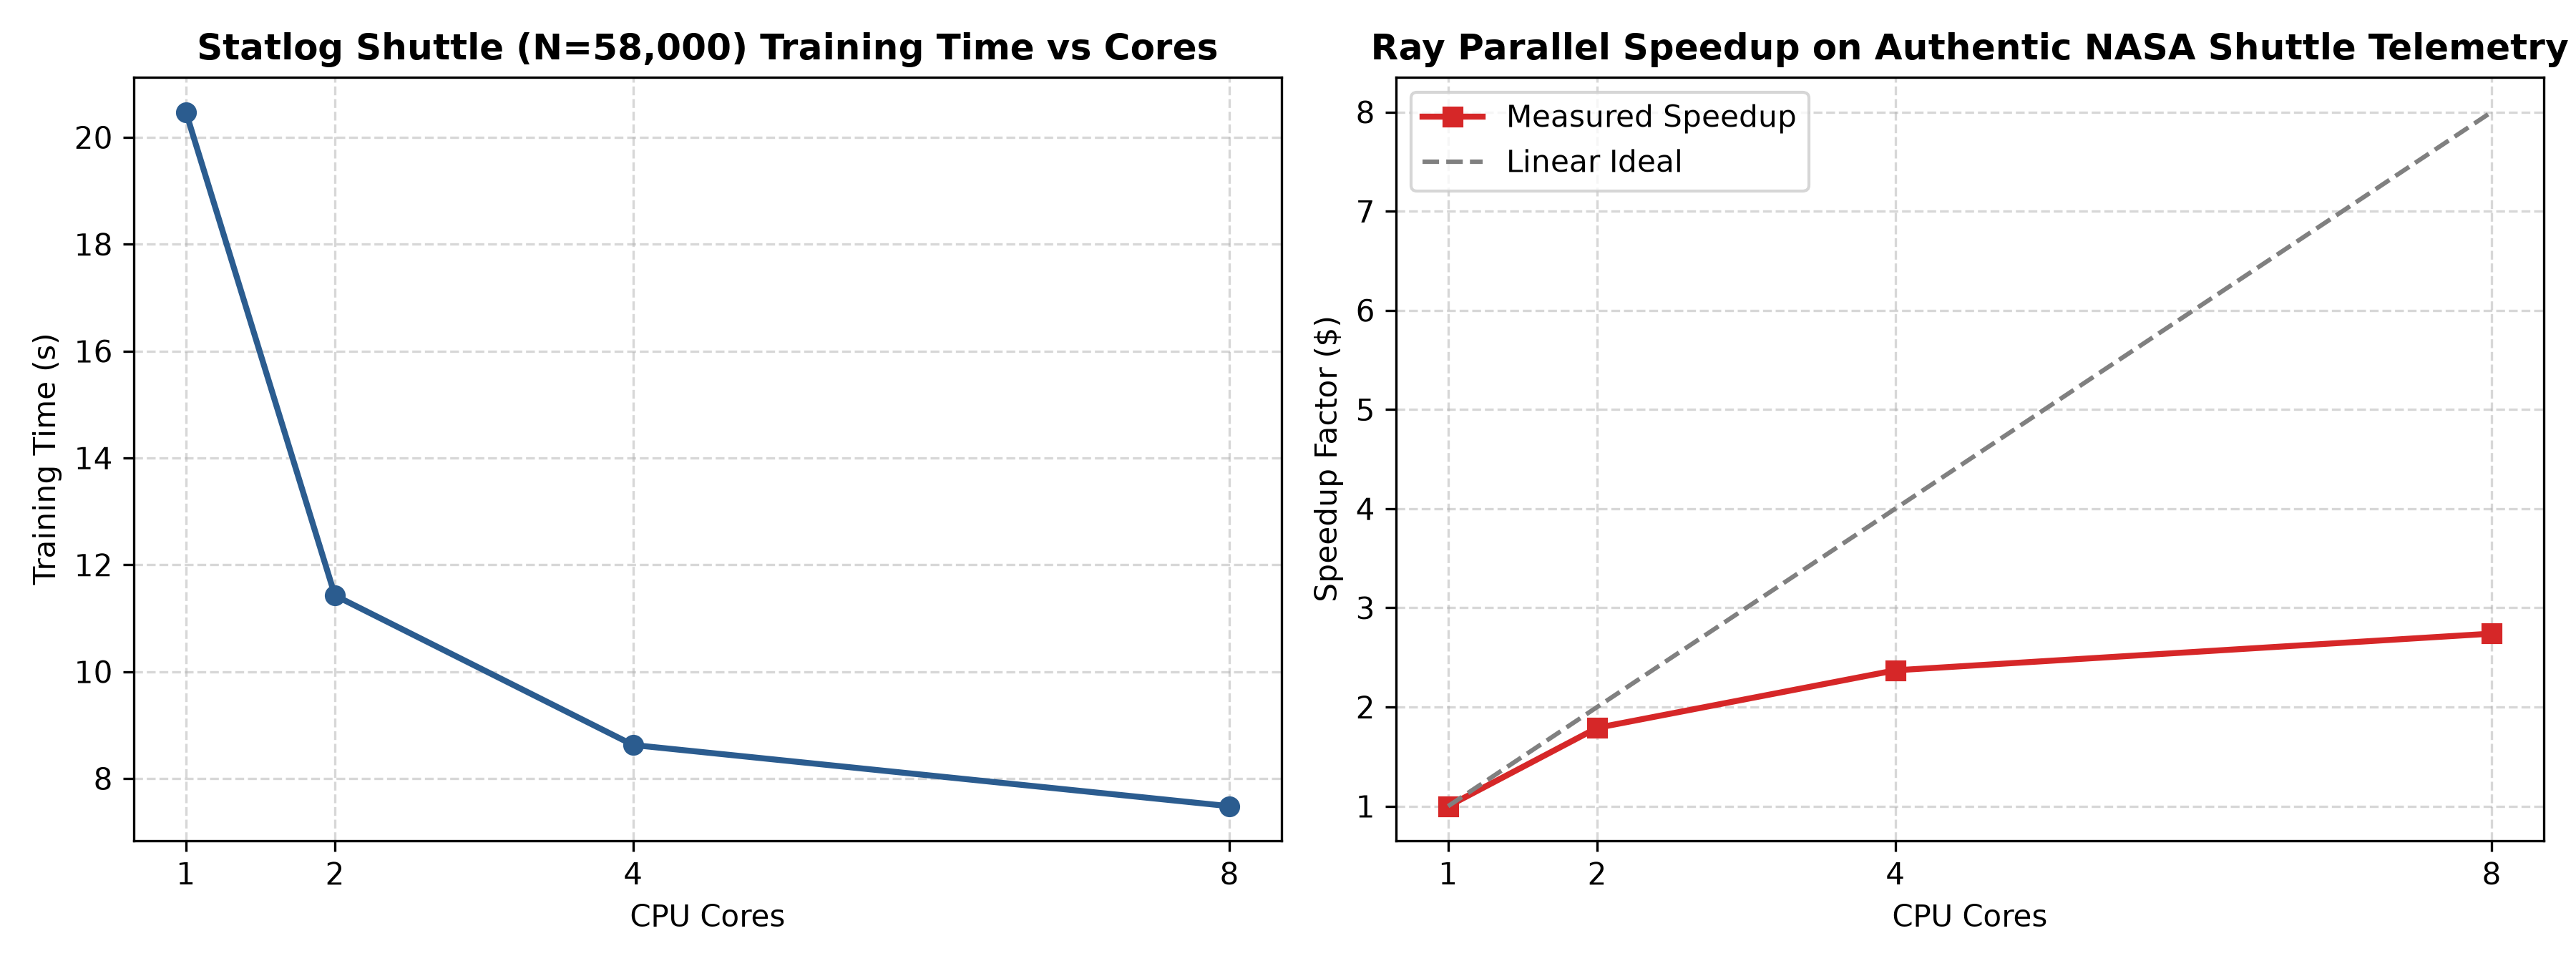 Statlog Shuttle (N=58,000) Training Time vs Cores
Training Time (s)
20
18
16
14
12
10
8
1 2 4 8
CPU Cores
Ray Parallel Speedup on Authentic NASA Shuttle Telemetry
Measured Speedup
Linear Ideal
Speedup Factor ($)
8
7
6
5
4
3
2
1
1 2 4 8
CPU Cores